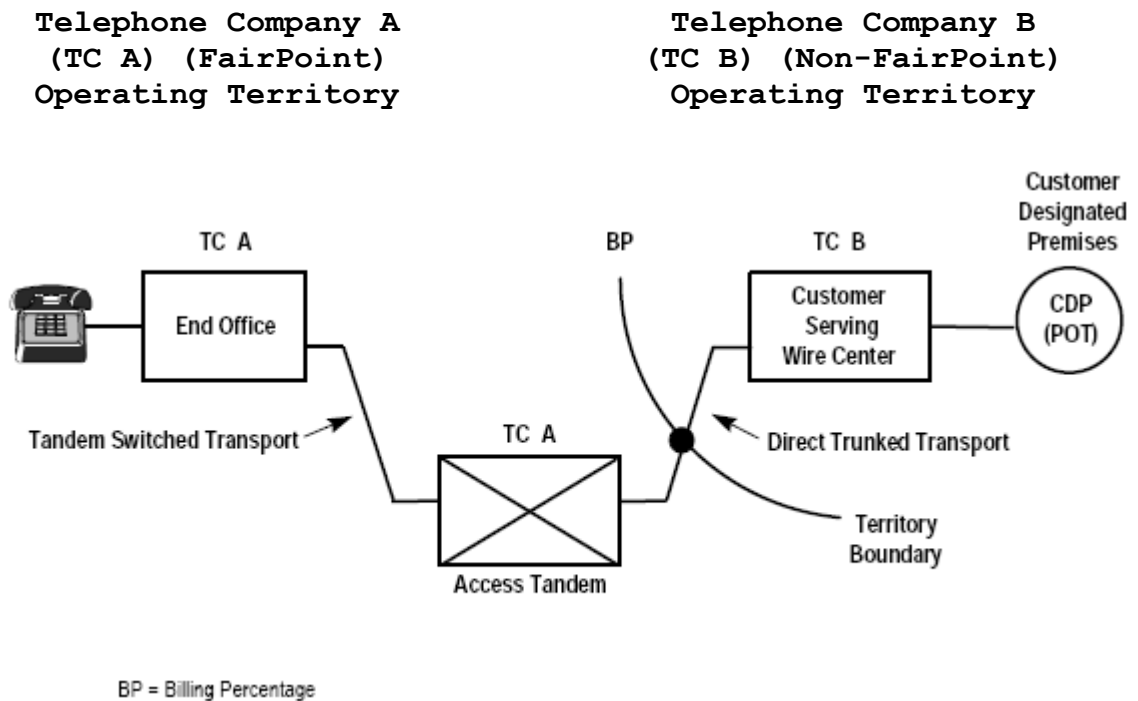 Telephone Company A
(TC A) (FairPoint)
Operating Territory
Telephone Company B
(TC B) (Non-FairPoint)
Operating Territory
Customer
Designated
Premises
TC A
BP
TC B
End Office
Customer
Serving
Wire Center
CDP
(POT)
Tandem Switched Transport
TC A
Direct Trunked Transport
Territory
Boundary
Access Tandem
BP = Billing Percentage